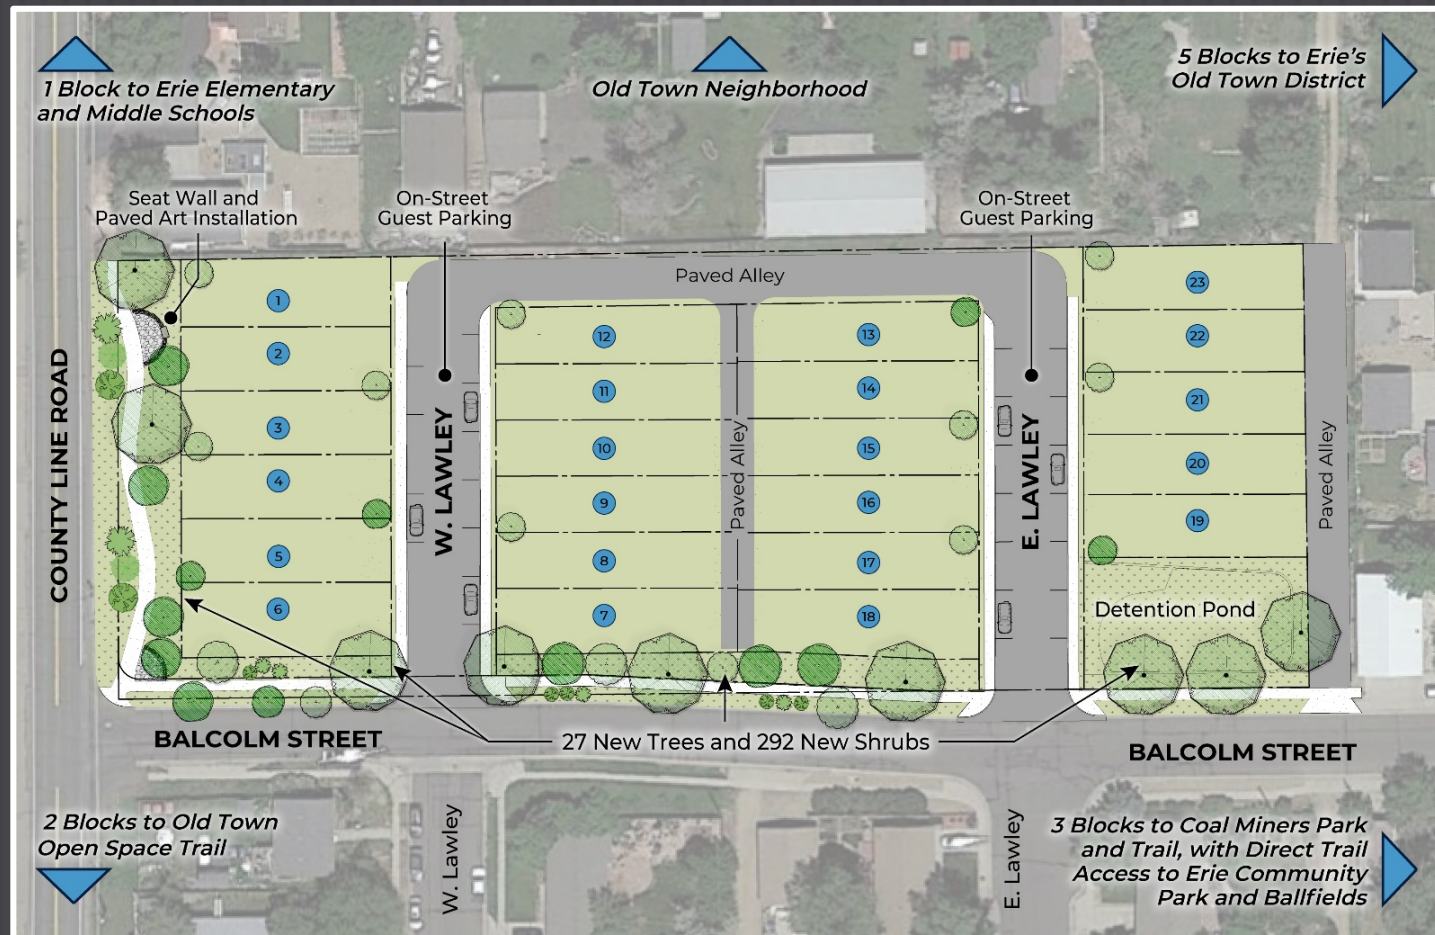 1 Block to Erie Elementary
and Middle Schools
Old Town Neighborhood
5 Blocks to Erie's
Old Town District
Seat Wall and
Paved Art Installation
On-Street
Guest Parking
On-Street
Guest Parking
Paved Alley
COUNTY LINE ROAD
1
2
3
4
5
6
W. LAWLEY
12
11
10
9
8
7
Paved Alley
13
14
15
16
17
18
E. LAWLEY
23
22
21
20
19
Paved Alley
Detention Pond
BALCOLM STREET
27 New Trees and 292 New Shrubs
BALCOLM STREET
2 Blocks to Old Town
Open Space Trail
W. Lawley
E. Lawley
3 Blocks to Coal Miners Park
and Trail, with Direct Trail
Access to Erie Community
Park and Ballfields